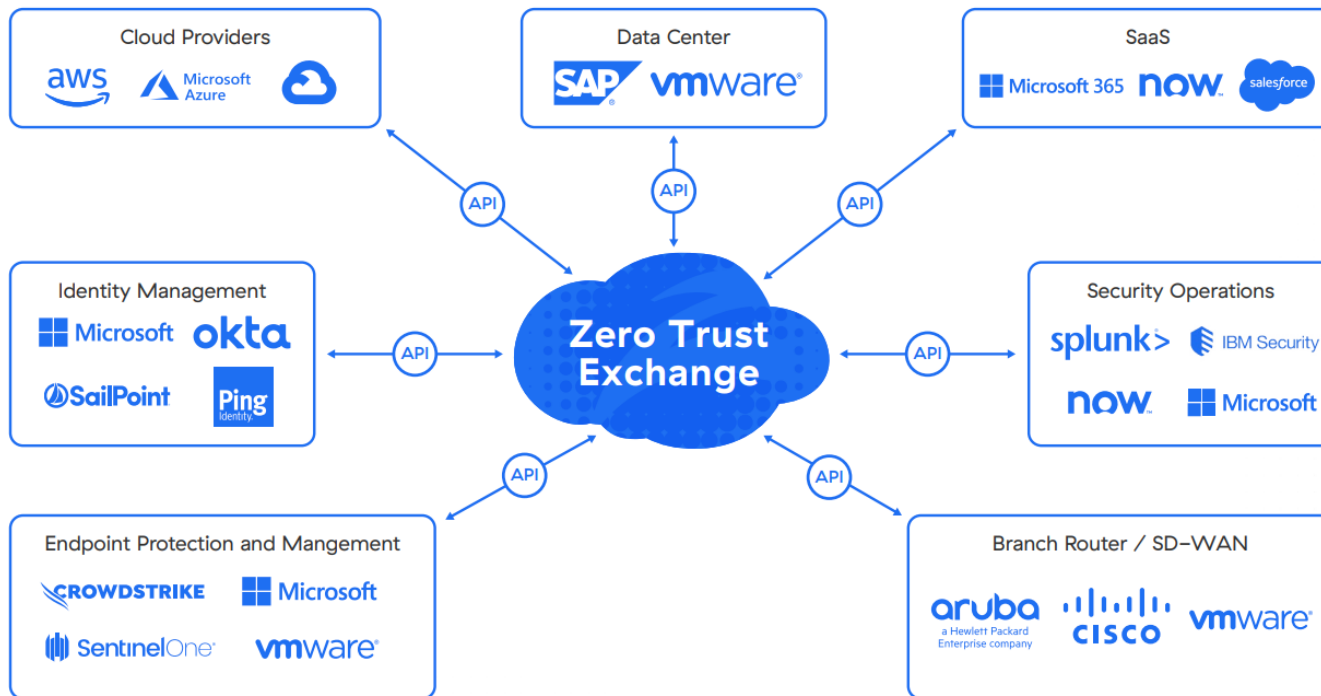 Cloud Providers
aws
Microsoft
Azure
Data Center
SAP®
vmware®
SaaS
Microsoft 365
now™
salesforce
API
API
API
Identity Management
Microsoft
okta
SailPoint
Ping
Identity
API
Zero Trust
Exchange
API
Security Operations
splunk>
IBM Security
now™
Microsoft
API
API
Endpoint Protection and Mangement
CROWDSTRIKE
Microsoft
SentinelOne®
vmware®
Branch Router / SD-WAN
aruba
a Hewlett Packard
Enterprise company
CISCO
vmware®